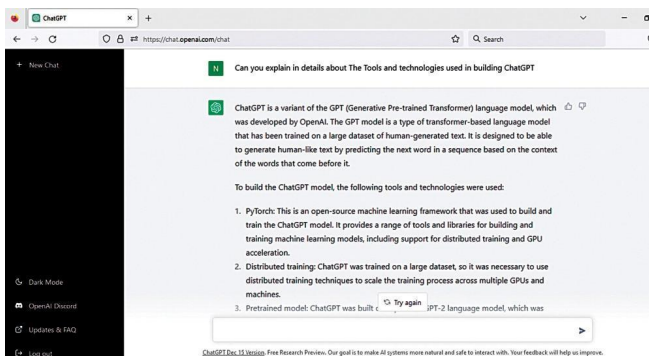 ChatGPT
https://chat.openai.com/chat
Search
+ New Chat
N
Can you explain in details about The Tools and technologies used in building ChatGPT
ChatGPT is a variant of the GPT (Generative Pre-trained Transformer) language model, which
was developed by OpenAI. The GPT model is a type of transformer-based language model
that has been trained on a large dataset of human-generated text. It is designed to be able
to generate human-like text by predicting the next word in a sequence based on the context
of the words that come before it.
To build the ChatGPT model, the following tools and technologies were used:
1. PyTorch: This is an open-source machine learning framework that was used to build and
train the ChatGPT model. It provides a range of tools and libraries for building and
training machine learning models, including support for distributed training and GPU
acceleration.
2. Distributed training: ChatGPT was trained on a large dataset, so it was necessary to use
distributed training techniques to scale the training process across multiple GPUs and
machines.
3. Pretrained model: ChatGPT was built GPT-2 language model, which was
Try again
Dark Mode
OpenAI Discord
Updates & FAQ
Log out
ChatGPT Dec 15 Version. Free Research Preview. Our goal is to make AI systems more natural and safe to interact with. Your feedback will help us improve.